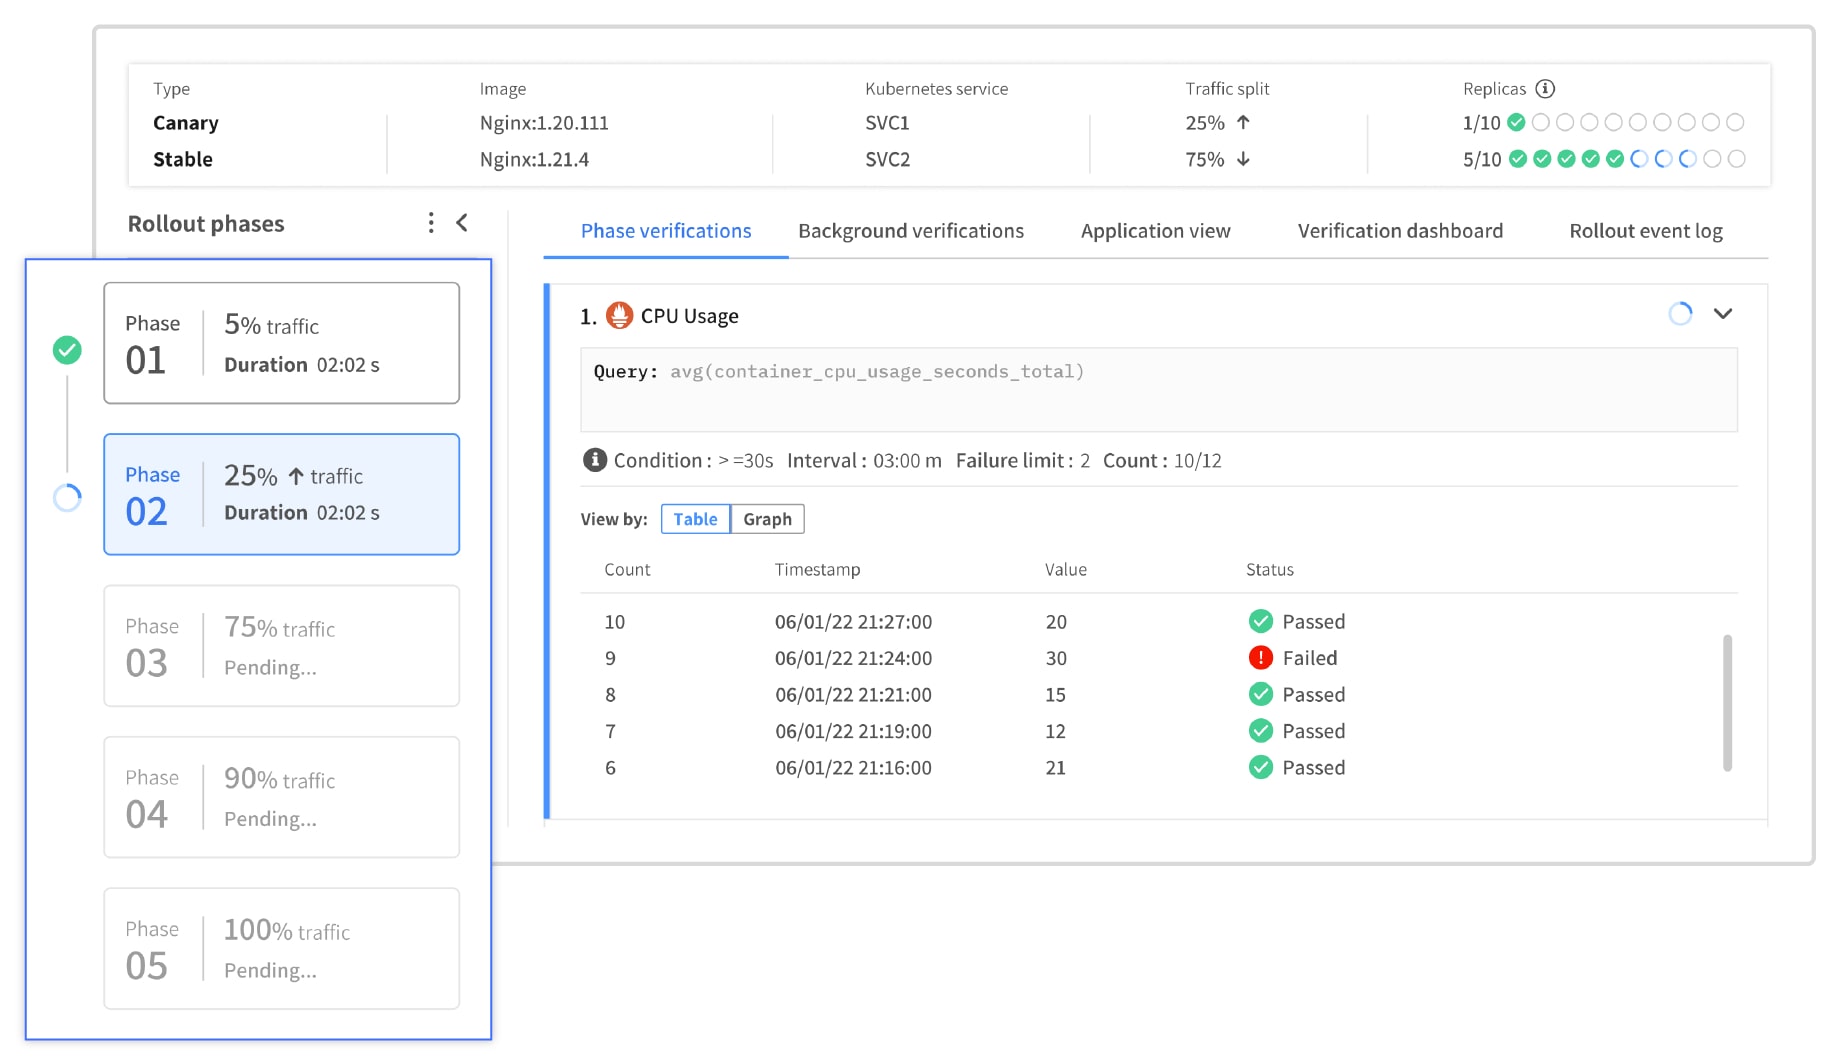 Type Image Kubernetes service Traffic split Replicas
Canary Nginx:1.20.111 SVC1 25% ↑ 1/10
Stable Nginx:1.21.4 SVC2 75% ↓ 5/10
Rollout phases
Phase verifications Background verifications Application view Verification dashboard Rollout event log
Phase 01
5% traffic
Duration 02:02 s
Phase 02
25% ↑ traffic
Duration 02:02 s
Phase 03
75% traffic
Pending...
Phase 04
90% traffic
Pending...
Phase 05
100% traffic
Pending...
1. CPU Usage
Query: avg(container_cpu_usage_seconds_total)
Condition : > =30s Interval : 03:00 m Failure limit : 2 Count : 10/12
View by: Table Graph
Count Timestamp Value Status
10 06/01/22 21:27:00 20 Passed
9 06/01/22 21:24:00 30 Failed
8 06/01/22 21:21:00 15 Passed
7 06/01/22 21:19:00 12 Passed
6 06/01/22 21:16:00 21 Passed